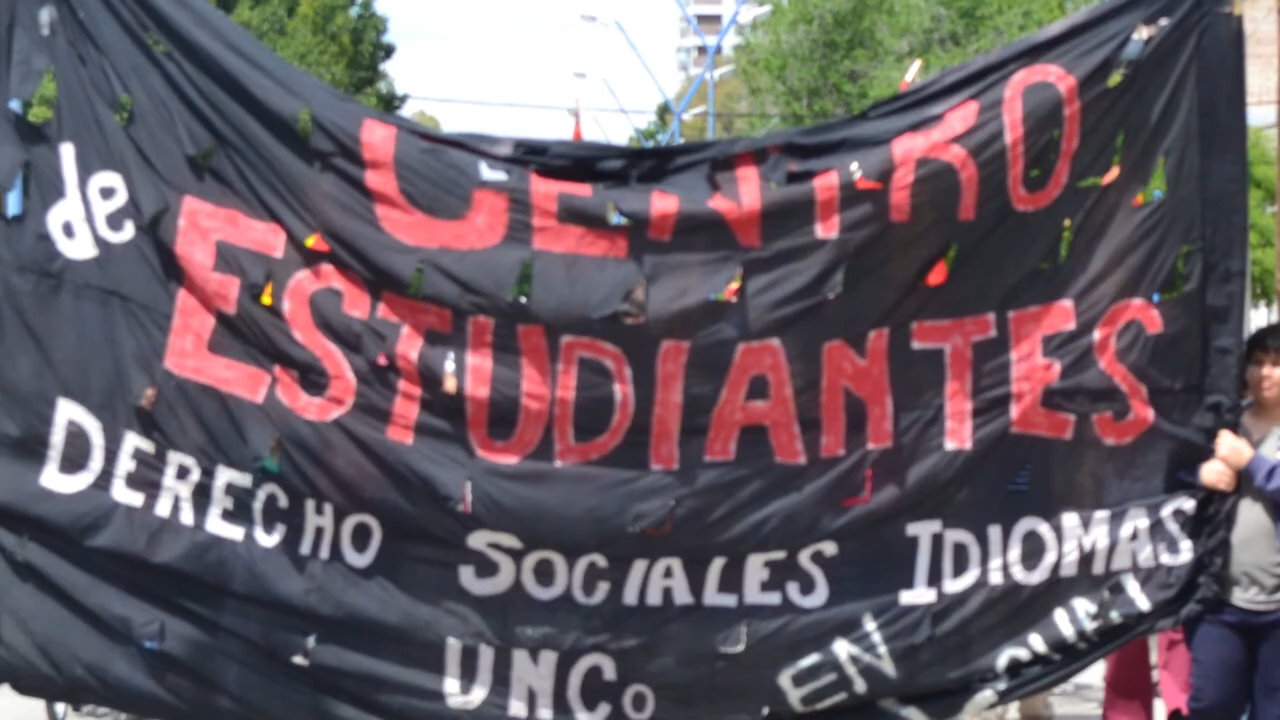 CENTRO
de
ESTUDIANTES
DERECHO SOCIALES IDIOMAS
UNCo EN